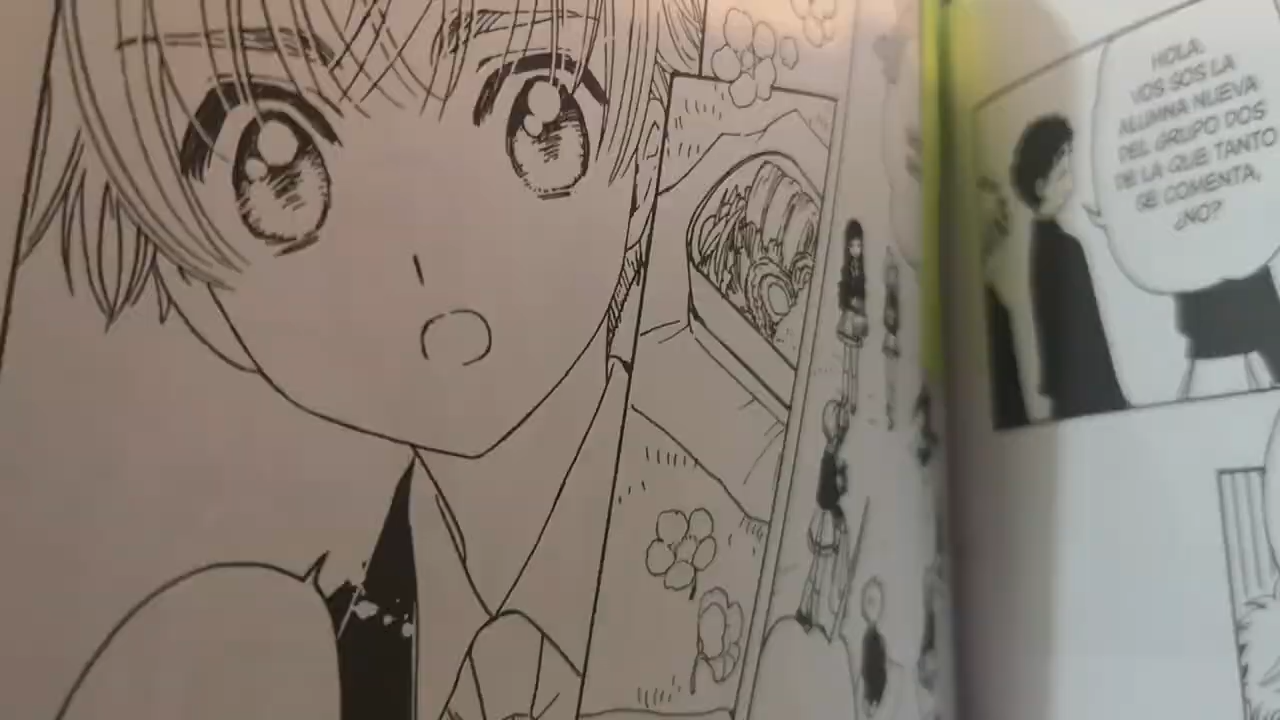 HOLA,
VOS SOS LA
ALUMNA NUEVA
DEL GRUPO DOS
DE LA QUE TANTO
SE COMENTA,
¿NO?